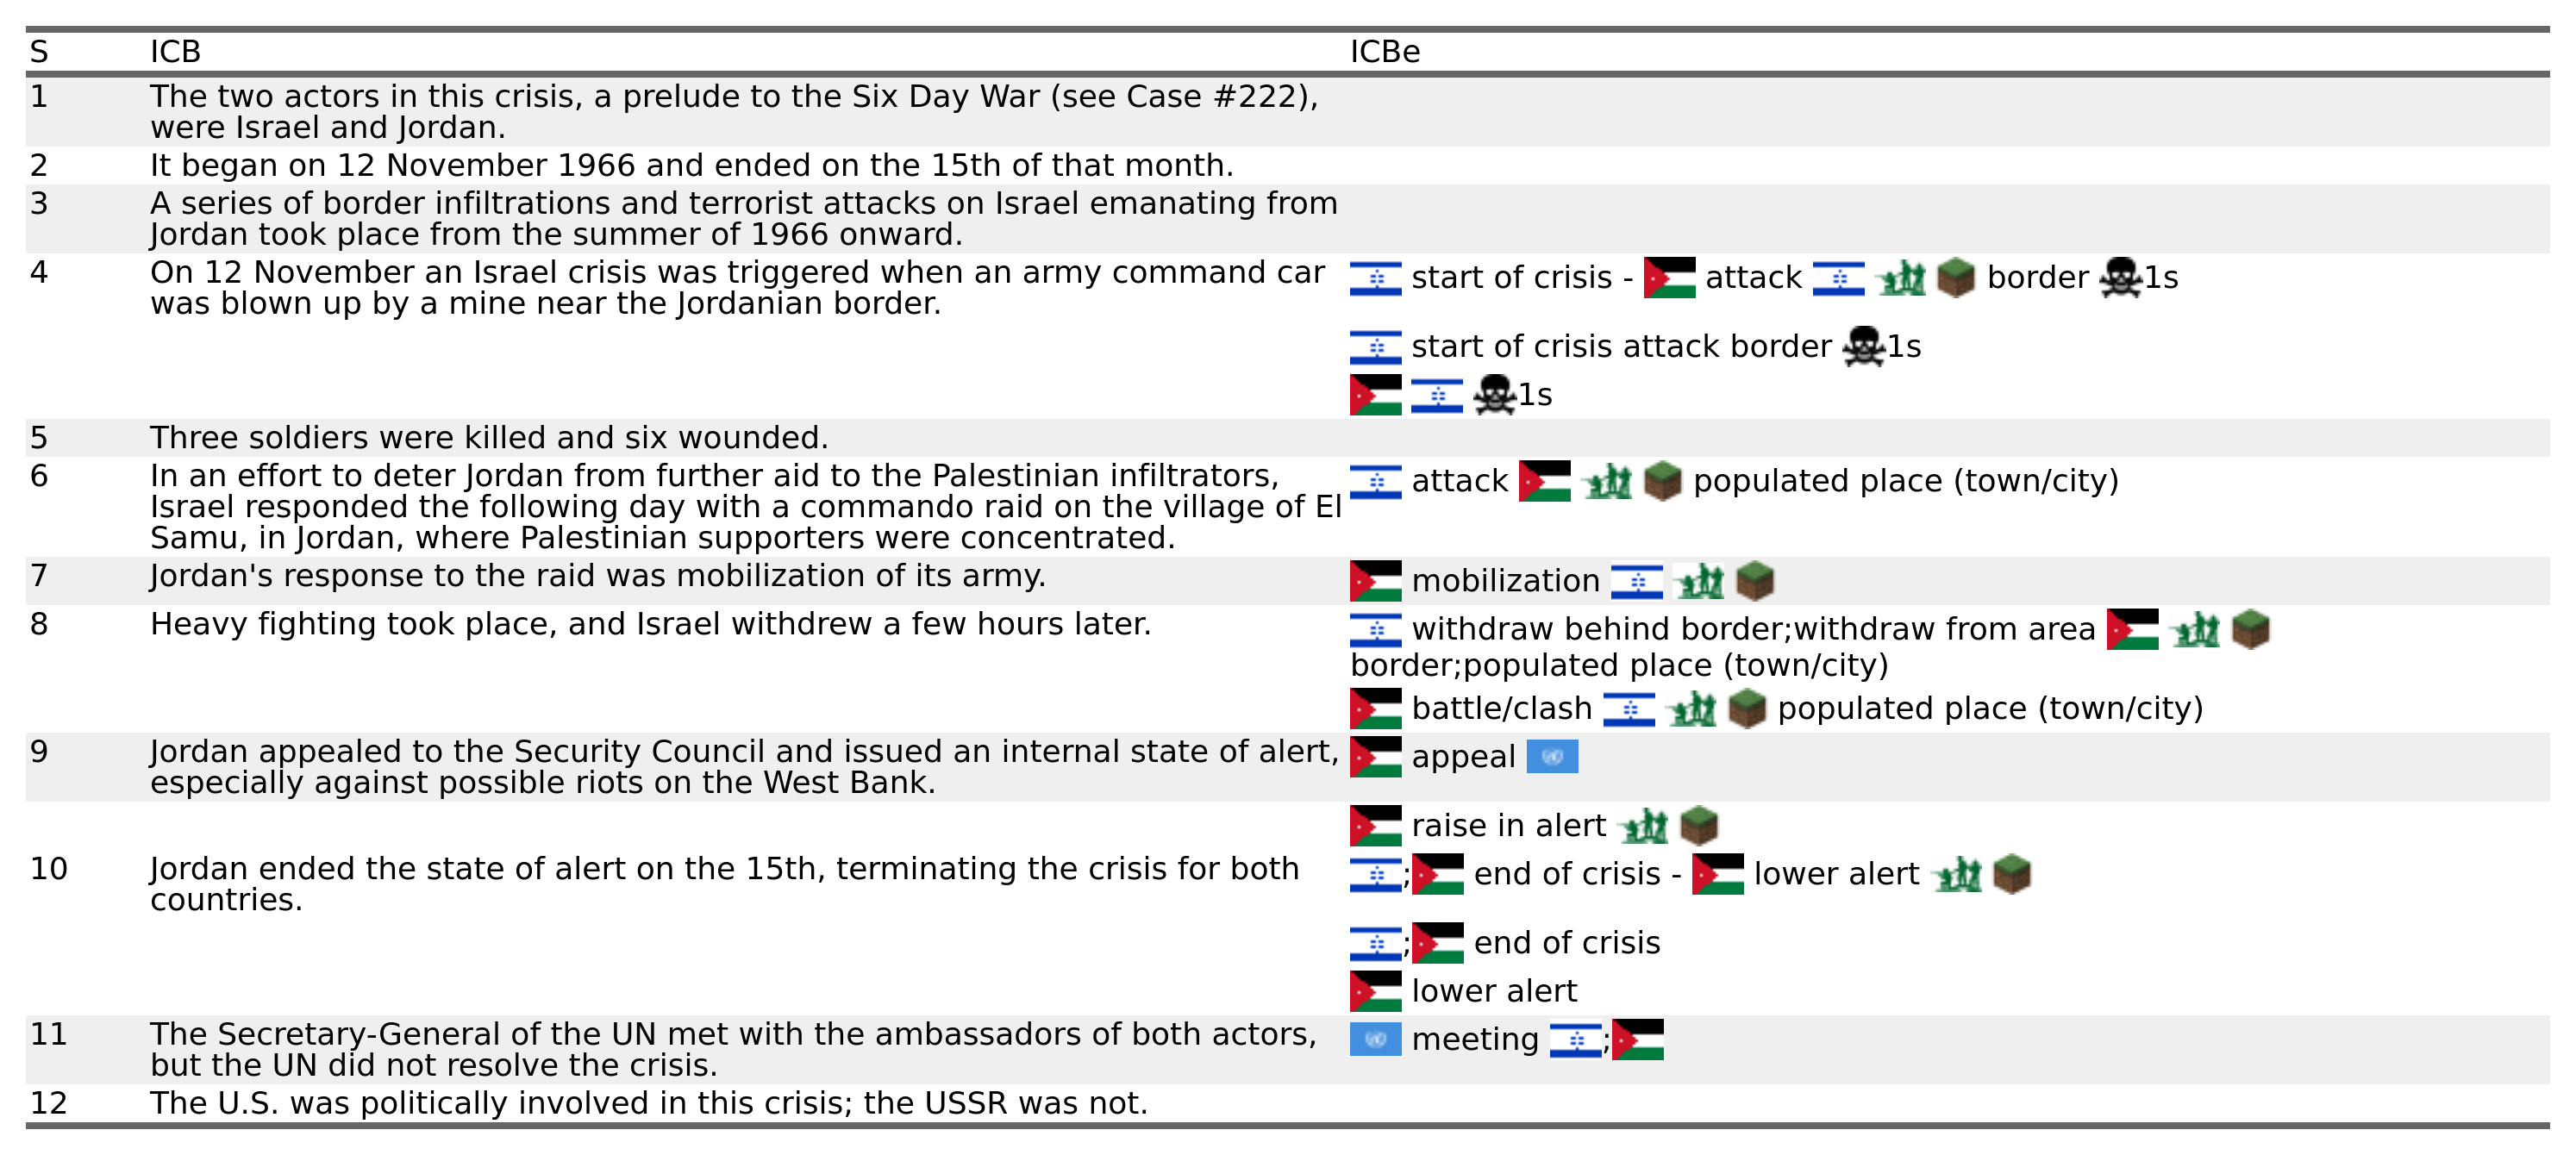 S ICB ICBe
1 The two actors in this crisis, a prelude to the Six Day War (see Case #222),
were Israel and Jordan.
2 It began on 12 November 1966 and ended on the 15th of that month.
3 A series of border infiltrations and terrorist attacks on Israel emanating from
Jordan took place from the summer of 1966 onward.
4 On 12 November an Israel crisis was triggered when an army command car
was blown up by a mine near the Jordanian border.
start of crisis - attack border 1s
start of crisis attack border 1s
1s
5 Three soldiers were killed and six wounded.
6 In an effort to deter Jordan from further aid to the Palestinian infiltrators,
Israel responded the following day with a commando raid on the village of El
Samu, in Jordan, where Palestinian supporters were concentrated.
attack populated place (town/city)
7 Jordan's response to the raid was mobilization of its army.
mobilization
8 Heavy fighting took place, and Israel withdrew a few hours later.
withdraw behind border;withdraw from area
border;populated place (town/city)
battle/clash populated place (town/city)
9 Jordan appealed to the Security Council and issued an internal state of alert,
especially against possible riots on the West Bank.
appeal
raise in alert
10 Jordan ended the state of alert on the 15th, terminating the crisis for both
countries.
; end of crisis - lower alert
; end of crisis
lower alert
11 The Secretary-General of the UN met with the ambassadors of both actors,
but the UN did not resolve the crisis.
meeting ;
12 The U.S. was politically involved in this crisis; the USSR was not.